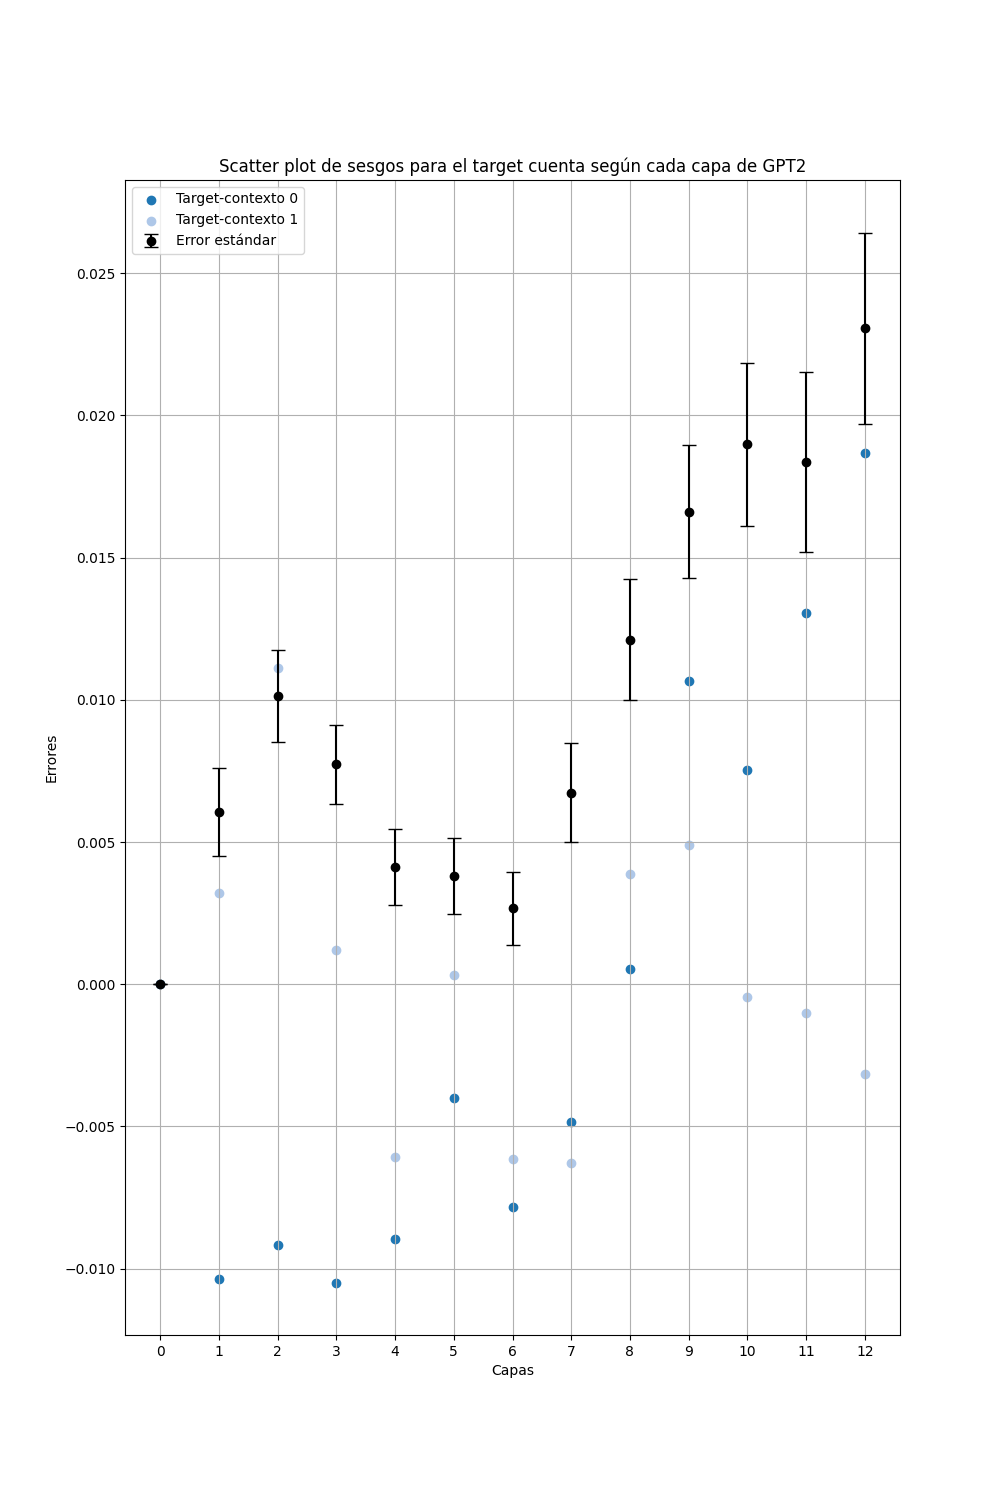 Scatter plot de sesgos para el target cuenta según cada capa de GPT2
Target-contexto 0
Target-contexto 1
Error estándar
0.025
0.020
0.015
0.010
0.005
0.000
−0.005
−0.010
Errores
0 1 2 3 4 5 6 7 8 9 10 11 12
Capas